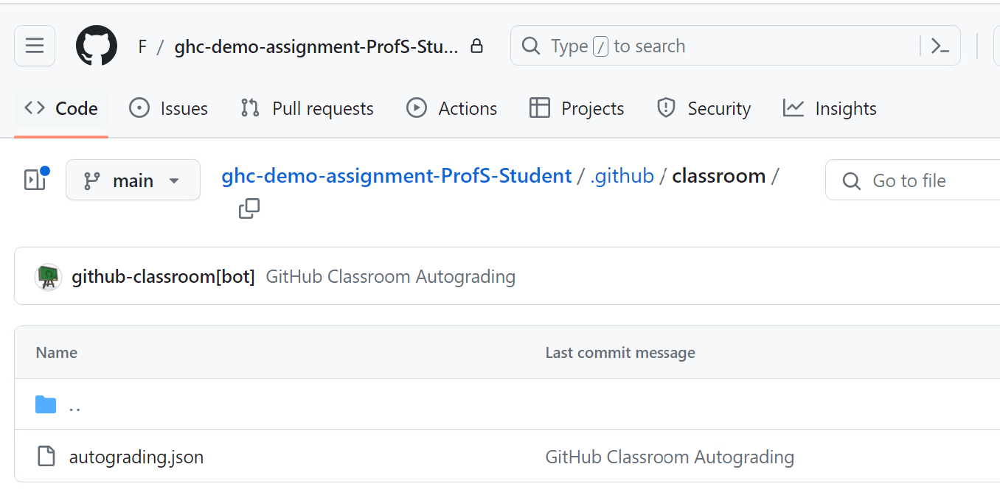 F / ghc-demo-assignment-ProfS-Stu... Type / to search
Code Issues Pull requests Actions Projects Security Insights
main ghc-demo-assignment-ProfS-Student / .github / classroom / Go to file
github-classroom[bot] GitHub Classroom Autograding
Name Last commit message
..
autograding.json GitHub Classroom Autograding